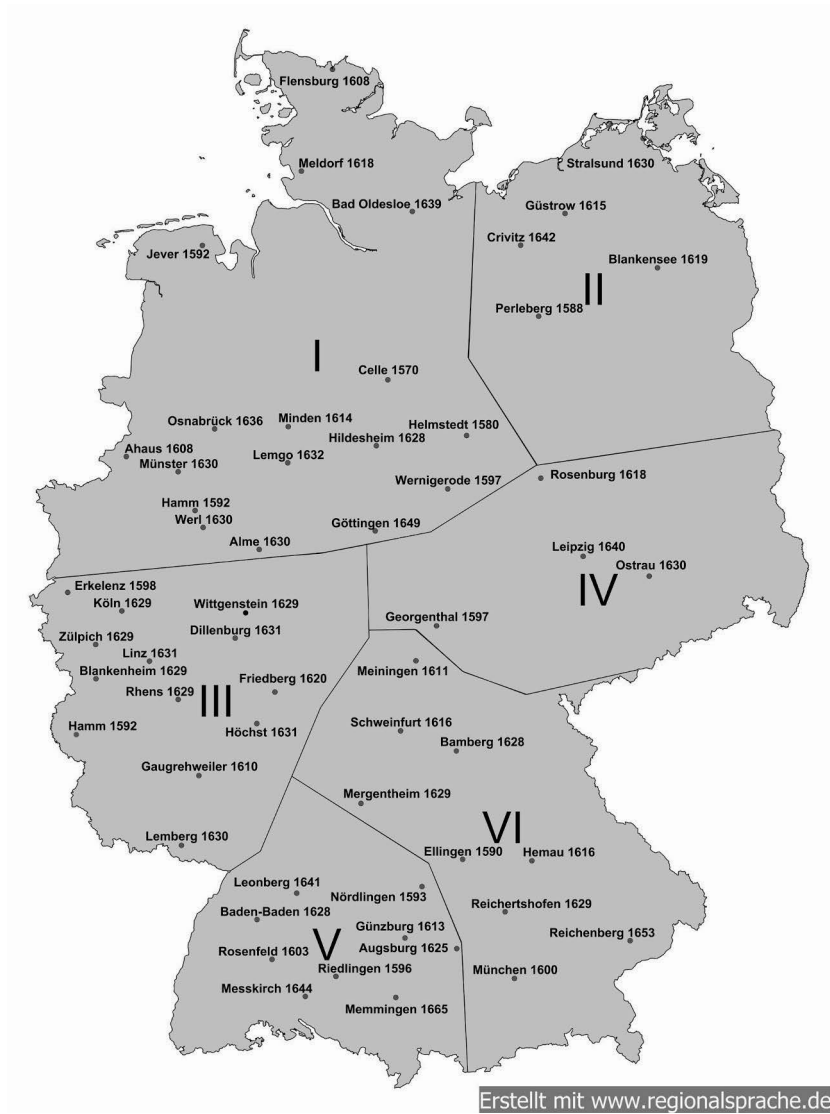 Flensburg 1608
Meldorf 1618
Stralsund 1630
Bad Oldesloe 1639
Güstrow 1615
Crivitz 1642
Jever 1592
Blankensee 1619
II
Perleberg 1588
I
Celle 1570
Osnabrück 1636
Minden 1614
Helmstedt 1580
Hildesheim 1628
Ahaus 1608
Münster 1630
Lemgo 1632
Wernigerode 1597
Rosenburg 1618
Hamm 1592
Werl 1630
Göttingen 1649
Alme 1630
Leipzig 1640
Ostrau 1630
IV
Erkelenz 1598
Köln 1629
Wittgenstein 1629
Georgenthal 1597
Zülpich 1629
Dillenburg 1631
Linz 1631
Blankenheim 1629
Meiningen 1611
Friedberg 1620
Rhens 1629
III
Hamm 1592
Höchst 1631
Schweinfurt 1616
Bamberg 1628
Gaugrehweiler 1610
Mergentheim 1629
VI
Lemberg 1630
Ellingen 1590
Hemau 1616
Leonberg 1641
Nördlingen 1593
Baden-Baden 1628
Reichertshofen 1629
Günzburg 1613
Reichenberg 1653
V
Rosenfeld 1603
Augsburg 1625
Riedlingen 1596
München 1600
Messkirch 1644
Memmingen 1665
Erstellt mit www.regionalsprache.de